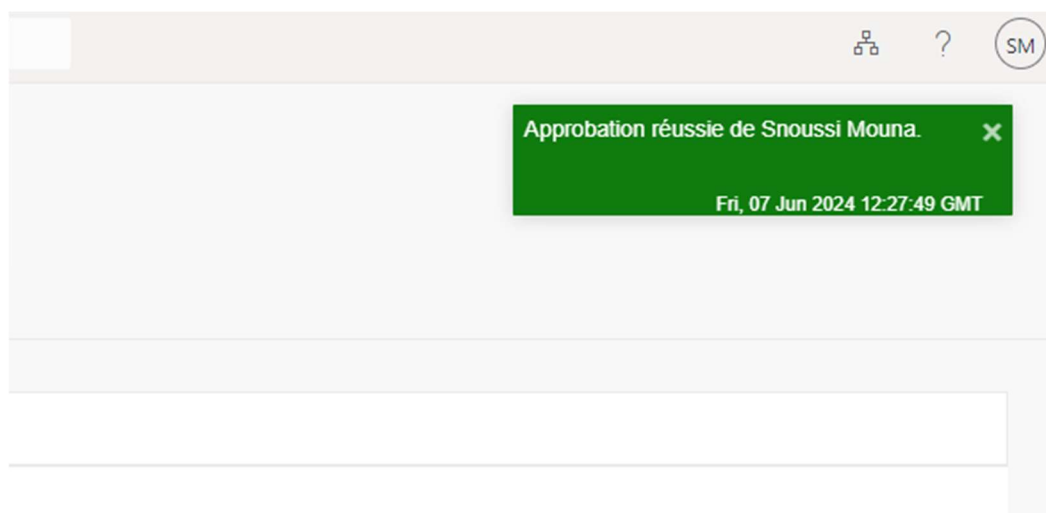 ?
SM
Approbation réussie de Snoussi Mouna.
Fri, 07 Jun 2024 12:27:49 GMT